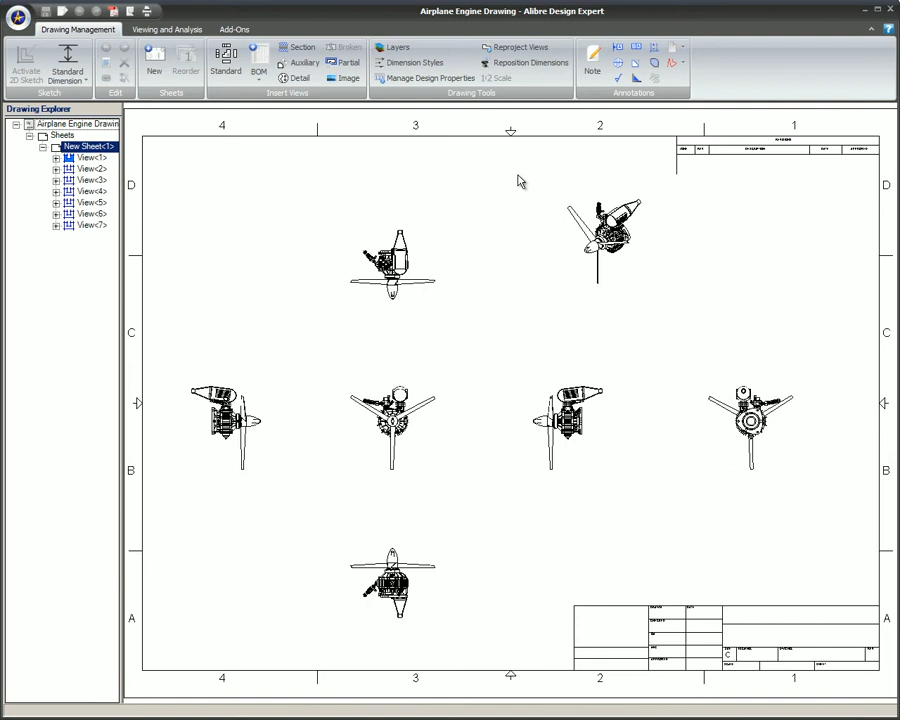 Airplane Engine Drawing - Alibre Design Expert
Drawing Management
Viewing and Analysis
Add-Ons
Activate
2D Sketch
Standard
Dimension
Sketch
Edit
New
Reorder
Sheets
Standard
BOM
Section
Auxiliary
Detail
Broken
Partial
Image
Insert Views
Layers
Dimension Styles
Manage Design Properties
Reproject Views
Reposition Dimensions
1:2 Scale
Drawing Tools
Note
Annotations
Drawing Explorer
Airplane Engine Drawin
Sheets
New Sheet<1>
View<1>
View<2>
View<3>
View<4>
View<5>
View<6>
View<7>
4 3 2 1
D D
C C
B B
A A
C
4 3 2 1